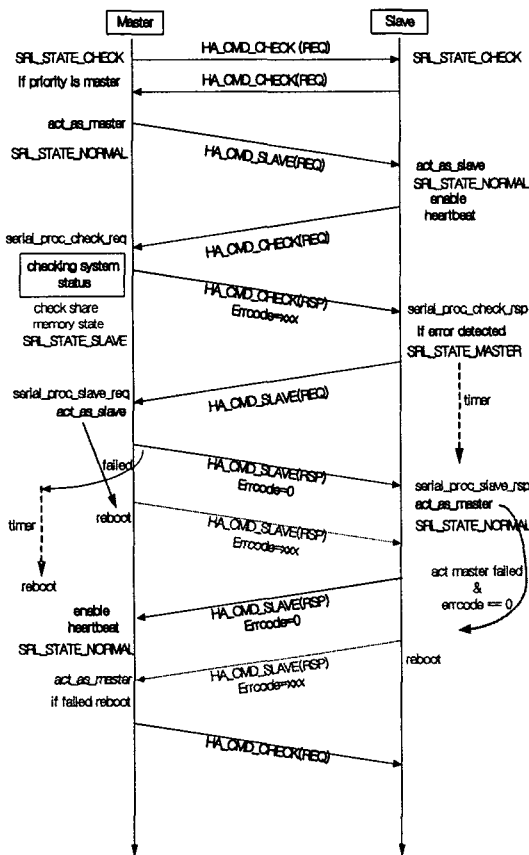 Master
Slave
HA_CMD_CHECK (REQ)
SRL_STATE_CHECK
SRL_STATE_CHECK
If priority is master
HA_CMD_CHECK(REQ)
act_as_master
SRL_STATE_NORMAL
HA_CMD_SLAVE(REQ)
act_as_slave
SRL_STATE_NORMAL
enable
heartbeat
serial_proc_check_req
HA_CMD_CHECK(REQ)
checking system
status
HA_CMD_CHECK(RSP)
Errcode=xxx
serial_proc_check_rsp
check share
memory state
SRL_STATE_SLAVE
If error detected
SRL_STATE_MASTER
serial_proc_slave_req
act_as_slave
HA_CMD_SLAVE(REQ)
timer
failed
HA_CMD_SLAVE(RSP)
Errcode=0
serial_proc_slave_rsp
act_as_master
SRL_STATE_NORMAL
reboot
timer
HA_CMD_SLAVE(RSP)
Errcode=xxx
reboot
act master failed
&
errcode == 0
enable
heartbeat
HA_CMD_SLAVE(RSP)
Errcode=0
SRL_STATE_NORMAL
reboot
act_as_master
if failed reboot
HA_CMD_SLAVE(RSP)
Errcode=xxx
HA_CMD_CHECK(REQ)